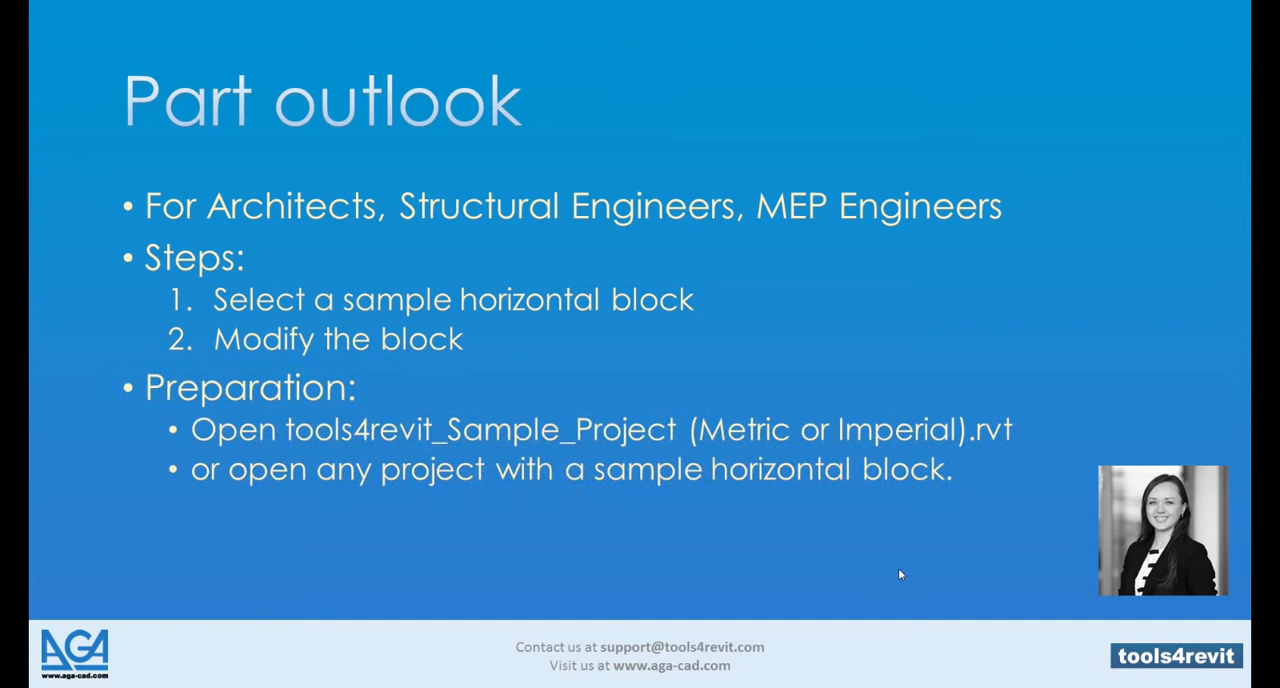 Part outlook
• For Architects, Structural Engineers, MEP Engineers
• Steps:
1. Select a sample horizontal block
2. Modify the block
• Preparation:
• Open tools4revit_Sample_Project (Metric or Imperial).rvt
• or open any project with a sample horizontal block.
AGA
www.aga-cad.com
Contact us at support@tools4revit.com
Visit us at www.aga-cad.com
tools4revit